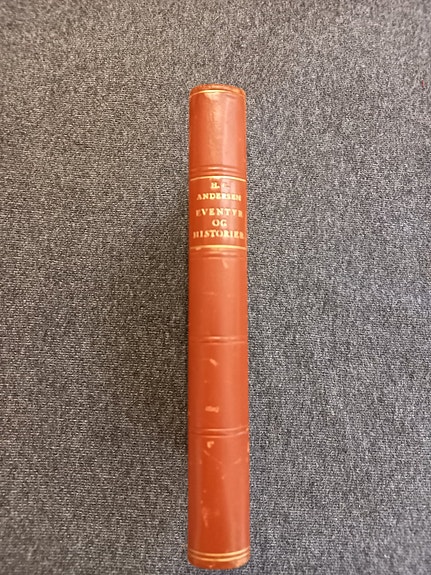 H. C.
ANDERSEN
EVENTYR
OG
HISTORIER